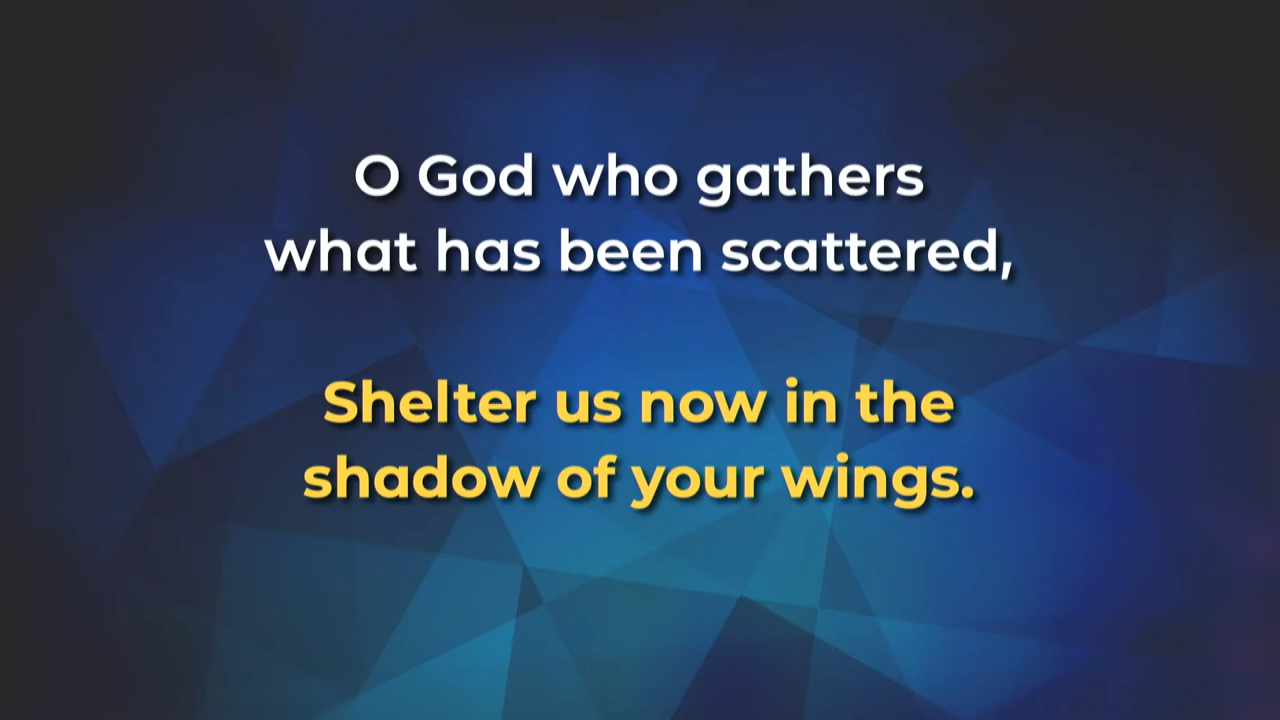 O God who gathers
what has been scattered,
Shelter us now in the
shadow of your wings.